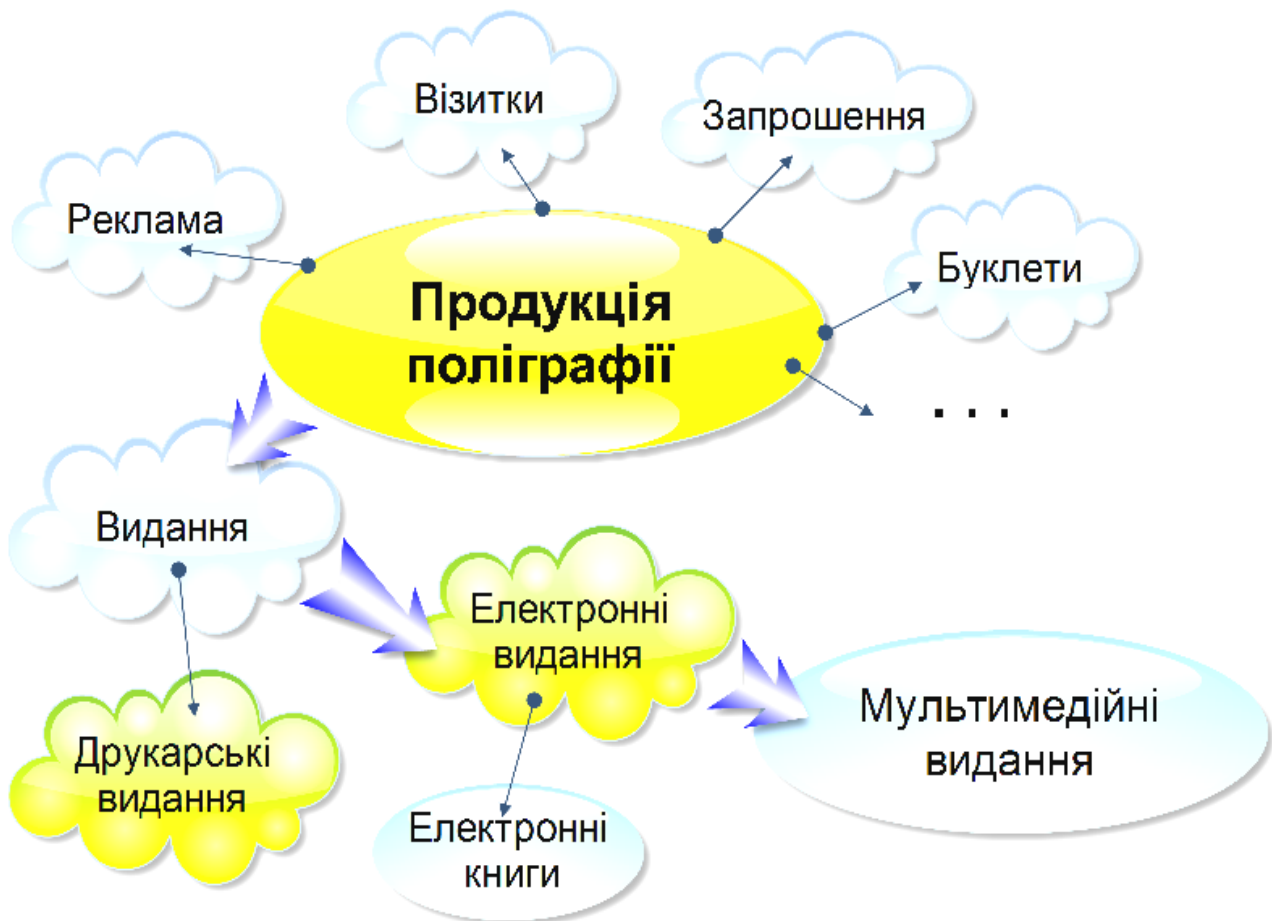 Візитки
Запрошення
Реклама
Буклети
Продукція
поліграфії
. . .
Видання
Електронні
видання
Мультимедійні
видання
Друкарські
видання
Електронні
книги